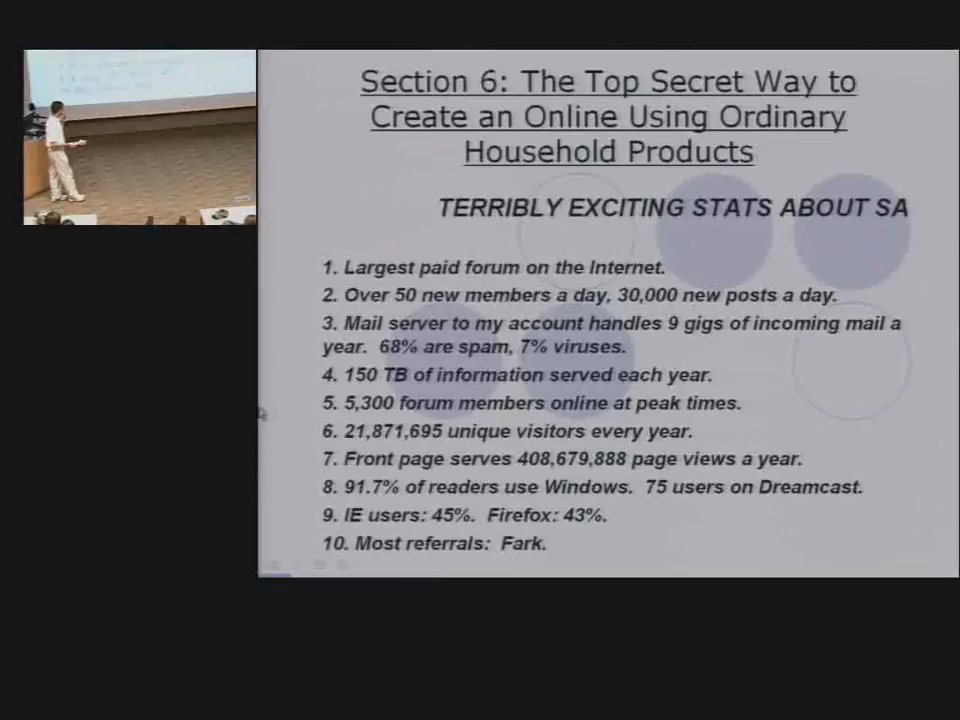 Section 6: The Top Secret Way to
Create an Online Using Ordinary
Household Products
TERRIBLY EXCITING STATS ABOUT SA
1. Largest paid forum on the Internet.
2. Over 50 new members a day, 30,000 new posts a day.
3. Mail server to my account handles 9 gigs of incoming mail a
year. 68% are spam, 7% viruses.
4. 150 TB of information served each year.
5. 5,300 forum members online at peak times.
6. 21,871,695 unique visitors every year.
7. Front page serves 408,679,888 page views a year.
8. 91.7% of readers use Windows. 75 users on Dreamcast.
9. IE users: 45%. Firefox: 43%.
10. Most referrals: Fark.